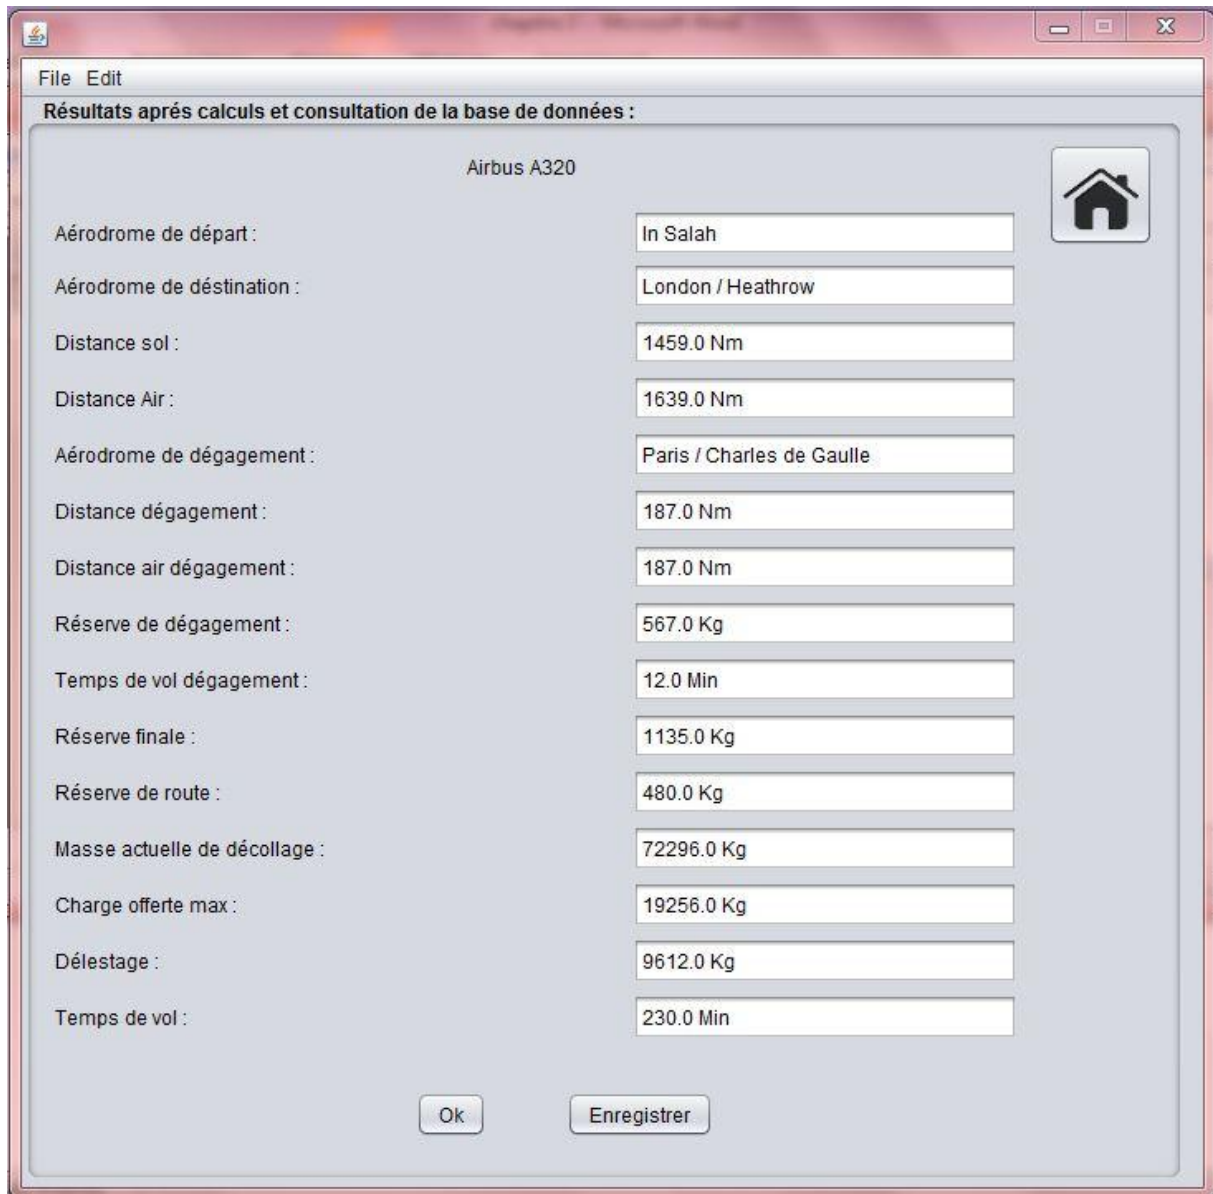 File Edit
Résultats aprés calculs et consultation de la base de données :
Airbus A320
Aérodrome de départ : In Salah
Aérodrome de déstination : London / Heathrow
Distance sol : 1459.0 Nm
Distance Air : 1639.0 Nm
Aérodrome de dégagement : Paris / Charles de Gaulle
Distance dégagement : 187.0 Nm
Distance air dégagement : 187.0 Nm
Réserve de dégagement : 567.0 Kg
Temps de vol dégagement : 12.0 Min
Réserve finale : 1135.0 Kg
Réserve de route : 480.0 Kg
Masse actuelle de décollage : 72296.0 Kg
Charge offerte max : 19256.0 Kg
Délestage : 9612.0 Kg
Temps de vol : 230.0 Min
Ok Enregistrer